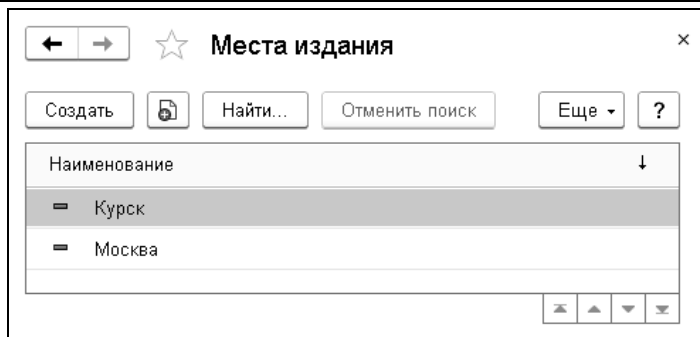 Места издания
Создать Найти... Отменить поиск Еще ?
Наименование
Курск
Москва